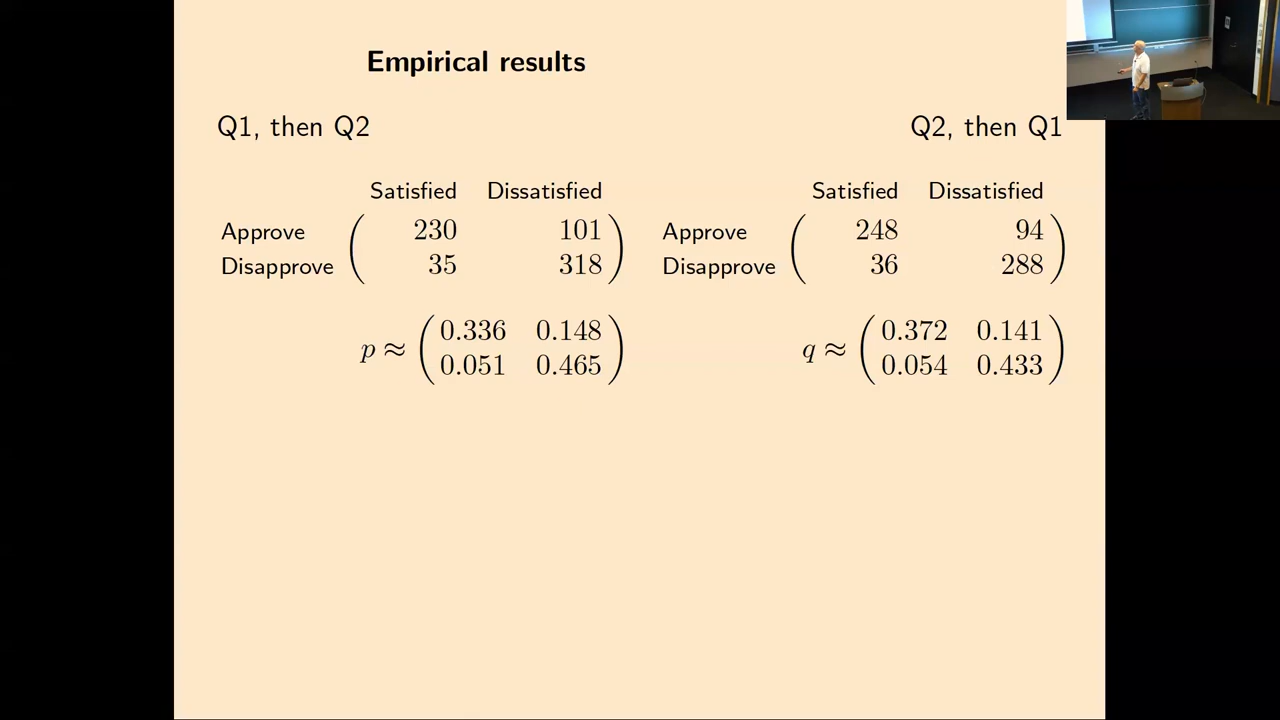 Empirical results
Q1, then Q2
Satisfied Dissatisfied
Approve ( 230 101 )
Disapprove ( 35 318 )
p ≈ ( 0.336 0.148 )
( 0.051 0.465 )
Q2, then Q1
Satisfied Dissatisfied
Approve ( 248 94 )
Disapprove ( 36 288 )
q ≈ ( 0.372 0.141 )
( 0.054 0.433 )